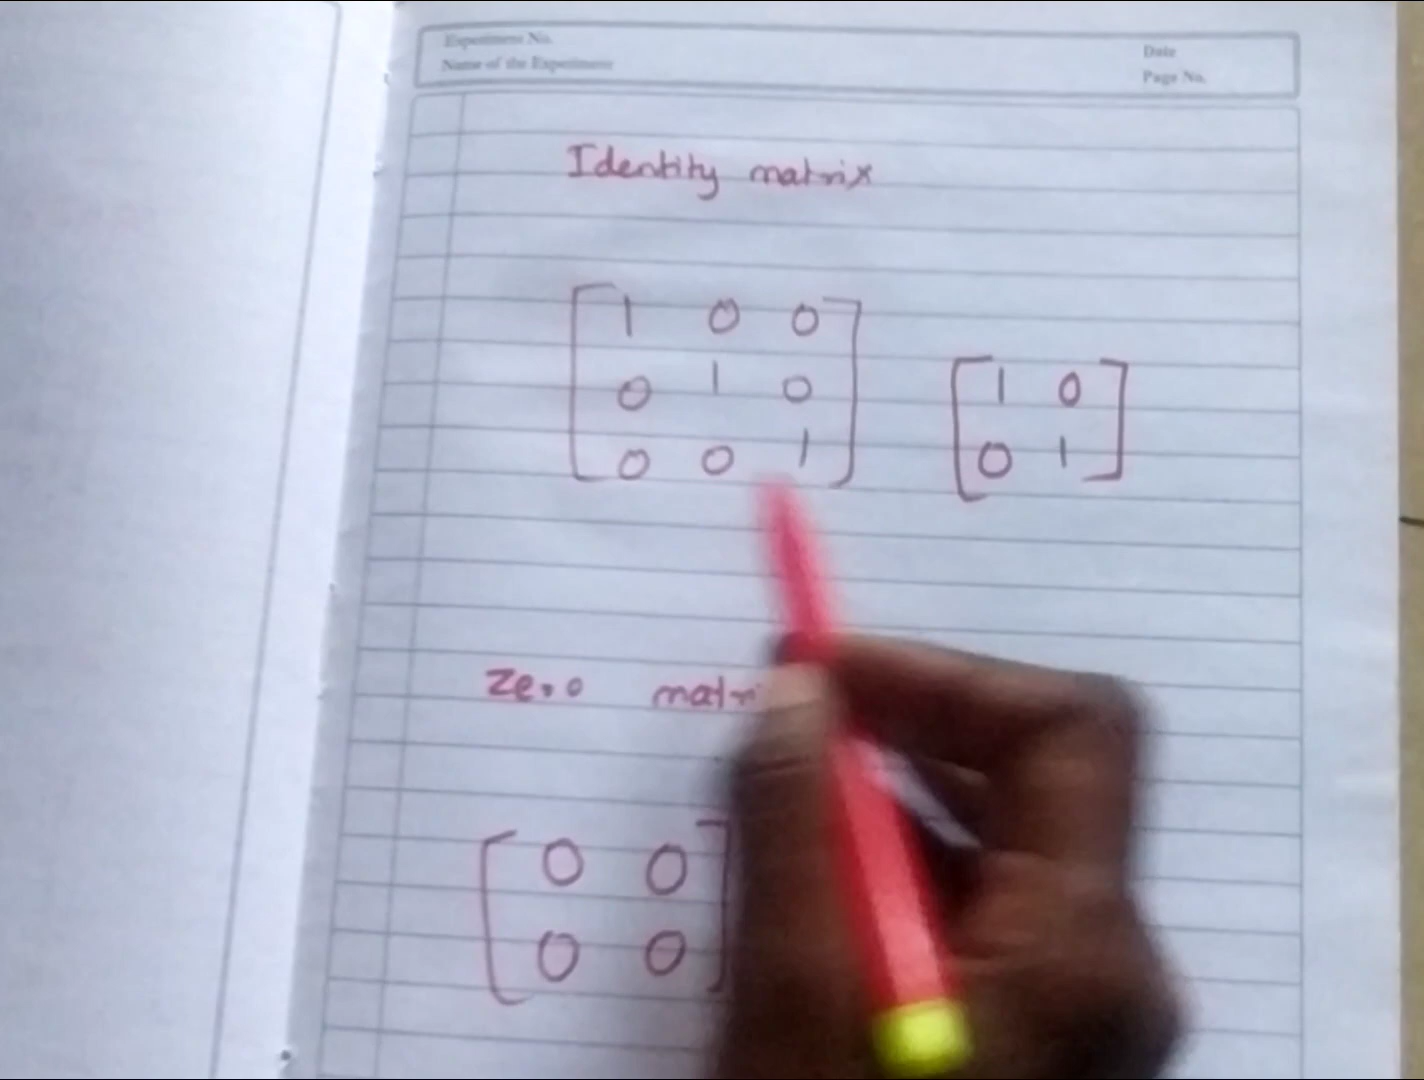 Experiment No.
Date
Name of the Experiment
Page No.
Identity matrix
1 0 0
0 1 0
0 0 1
1 0
0 1
Zero
0 0
0 0